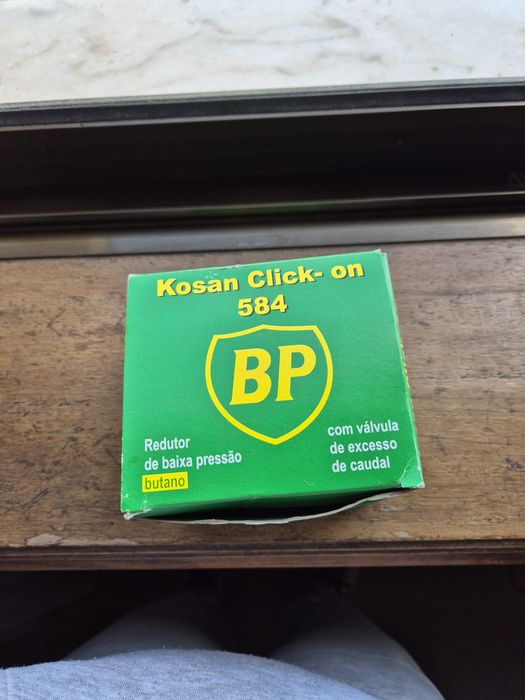 Kosan Click- on
584
BP
Redutor
de baixa pressão
butano
com válvula
de excesso
de caudal